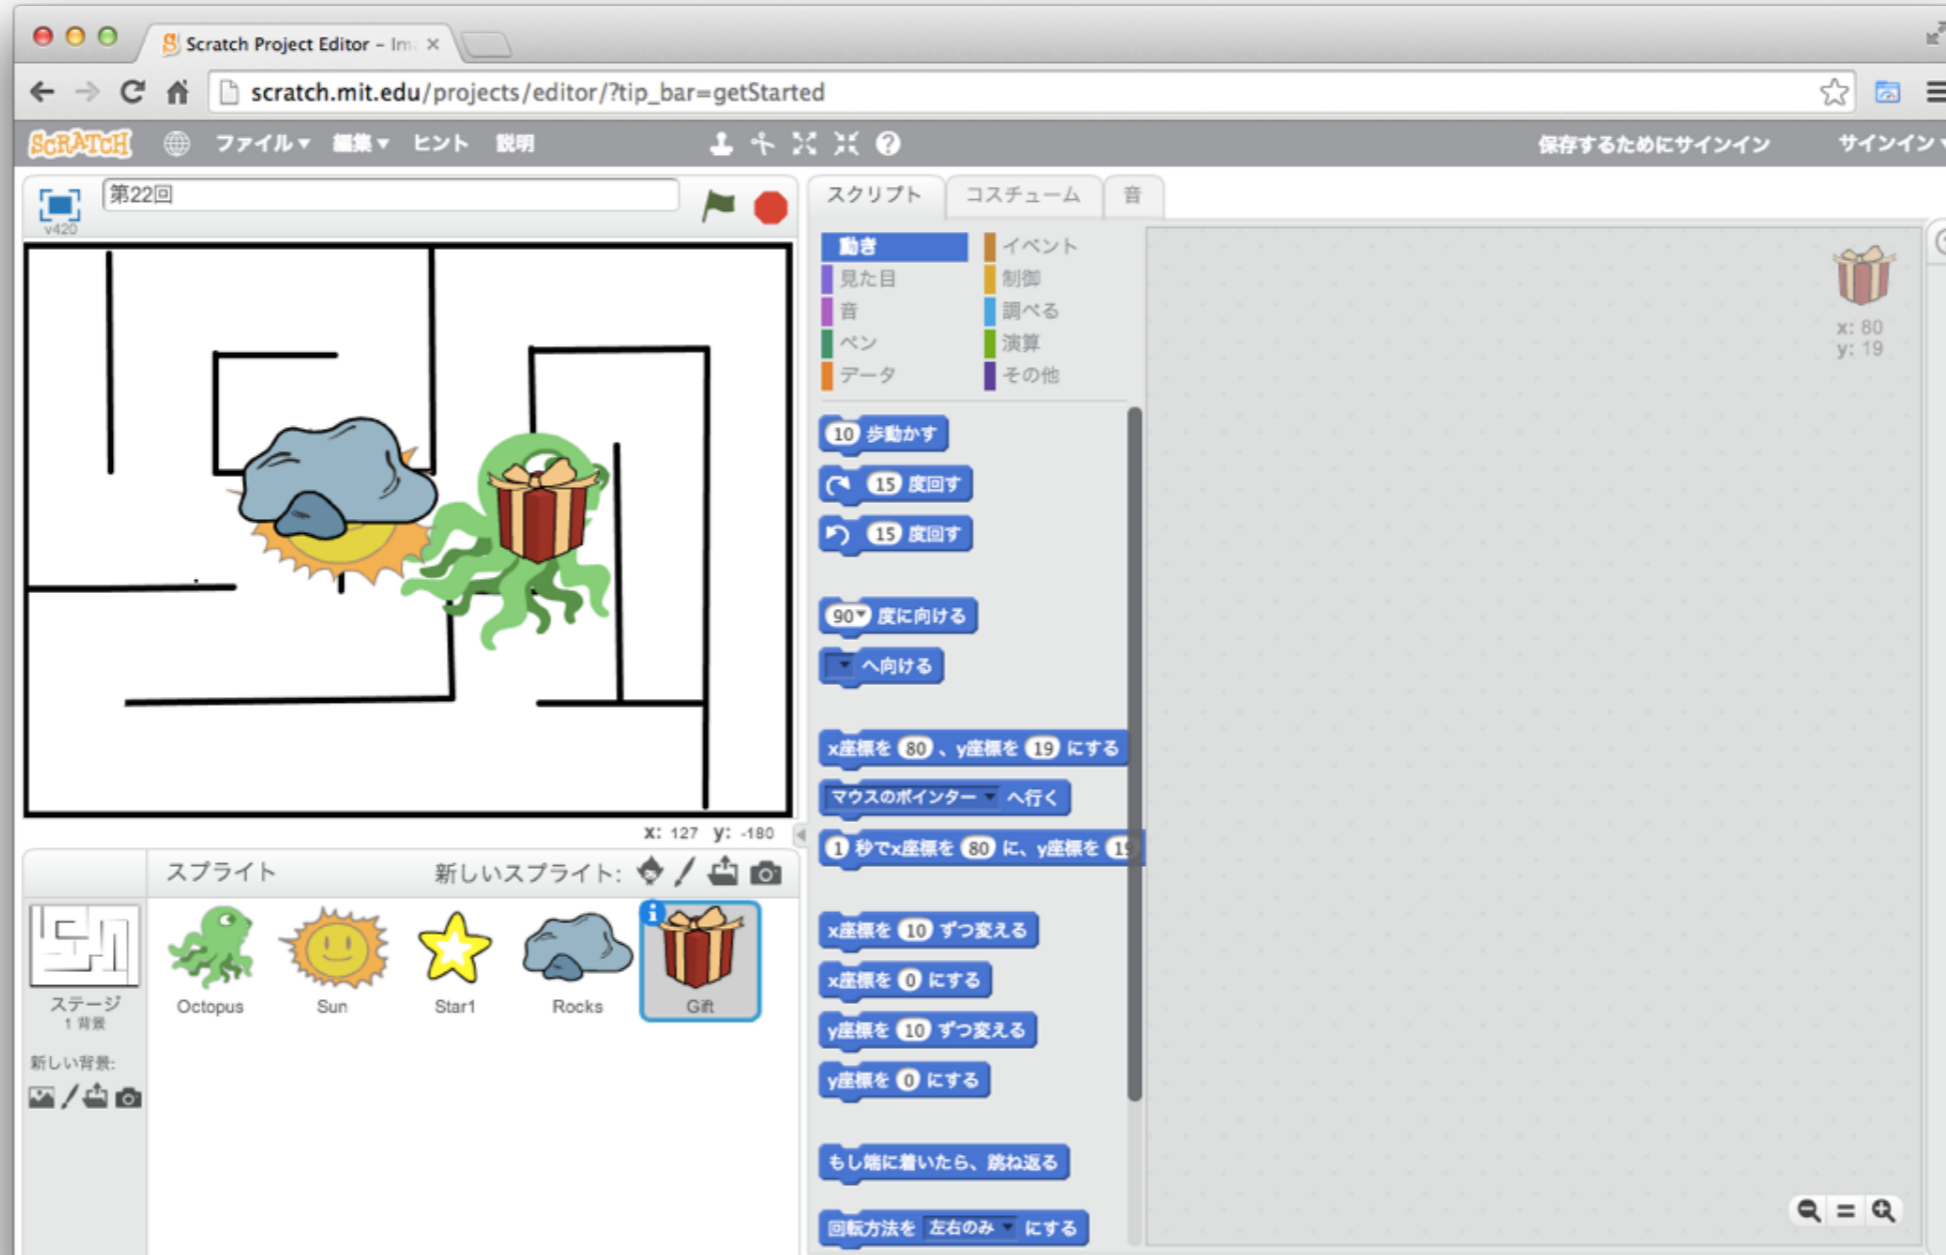 Scratch Project Editor – Im
scratch.mit.edu/projects/editor/?tip_bar=getStarted
SCRATCH ファイル▼ 編集▼ ヒント 説明 保存するためにサインイン サインイン▼
第22回
v420
スクリプト コスチューム 音
動き イベント
見た目 制御
音 調べる
ペン 演算
データ その他
x: 80
y: 19
10 歩動かす
15 度回す
15 度回す
90▼ 度に向ける
へ向ける
x座標を 80 、y座標を 19 にする
マウスのポインター へ行く
1 秒でx座標を 80 に、y座標を 19
x座標を 10 ずつ変える
x座標を 0 にする
y座標を 10 ずつ変える
y座標を 0 にする
もし端に着いたら、跳ね返る
回転方法を 左右のみ にする
x: 127 y: -180
スプライト 新しいスプライト:
Octopus Sun Star1 Rocks Gift
ステージ
1 背景
新しい背景: